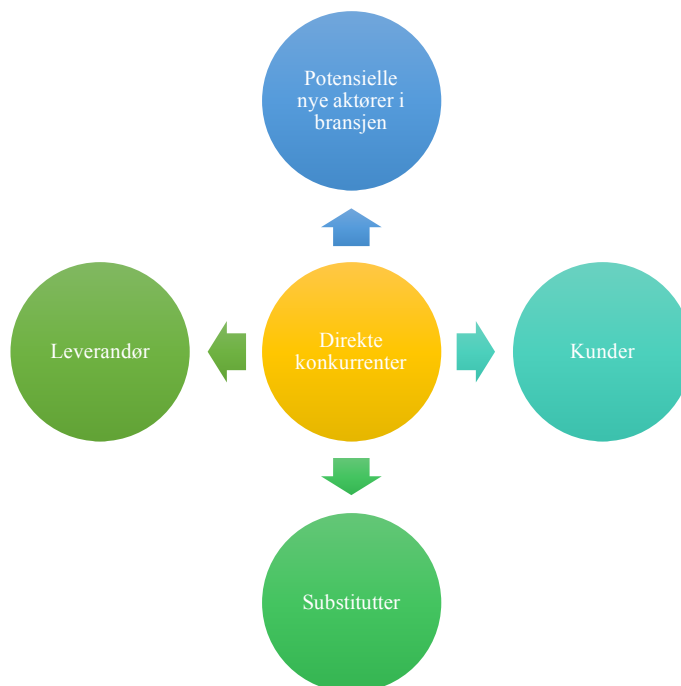 Potensielle
nye aktører i
bransjen
Leverandør
Direkte
konkurrenter
Kunder
Substitutter